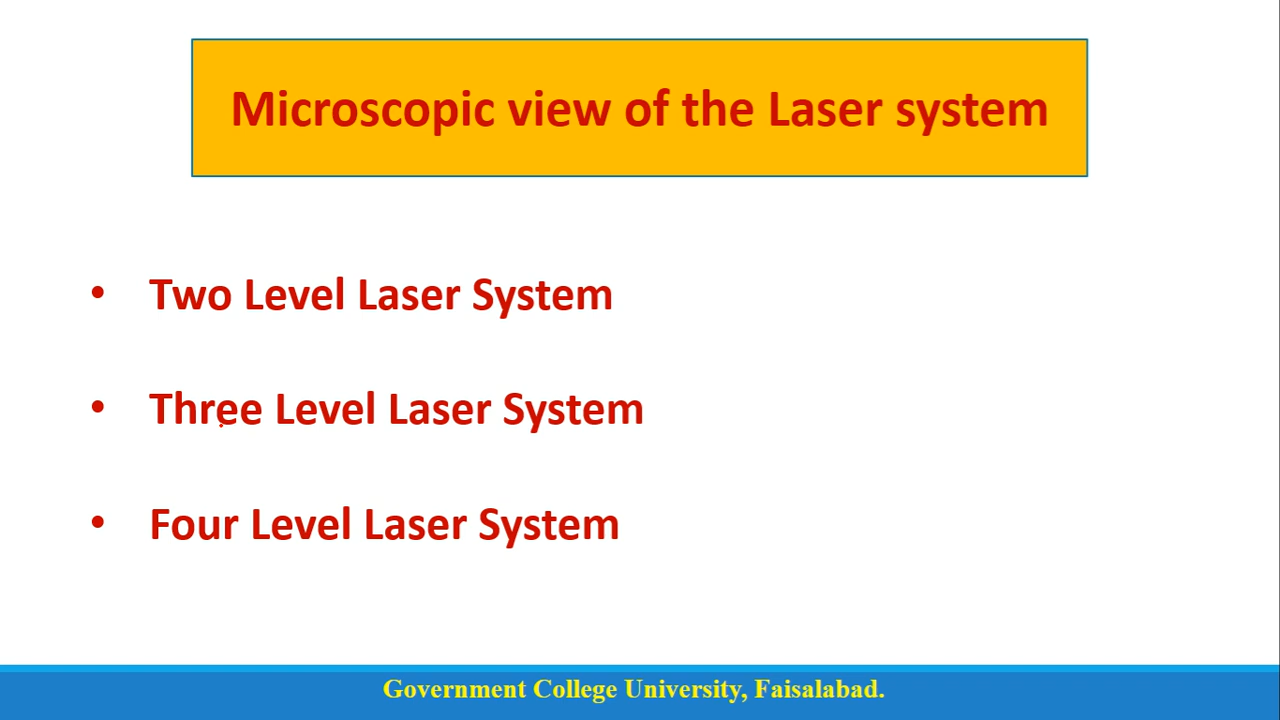 Microscopic view of the Laser system
• Two Level Laser System
• Three Level Laser System
• Four Level Laser System
Government College University, Faisalabad.